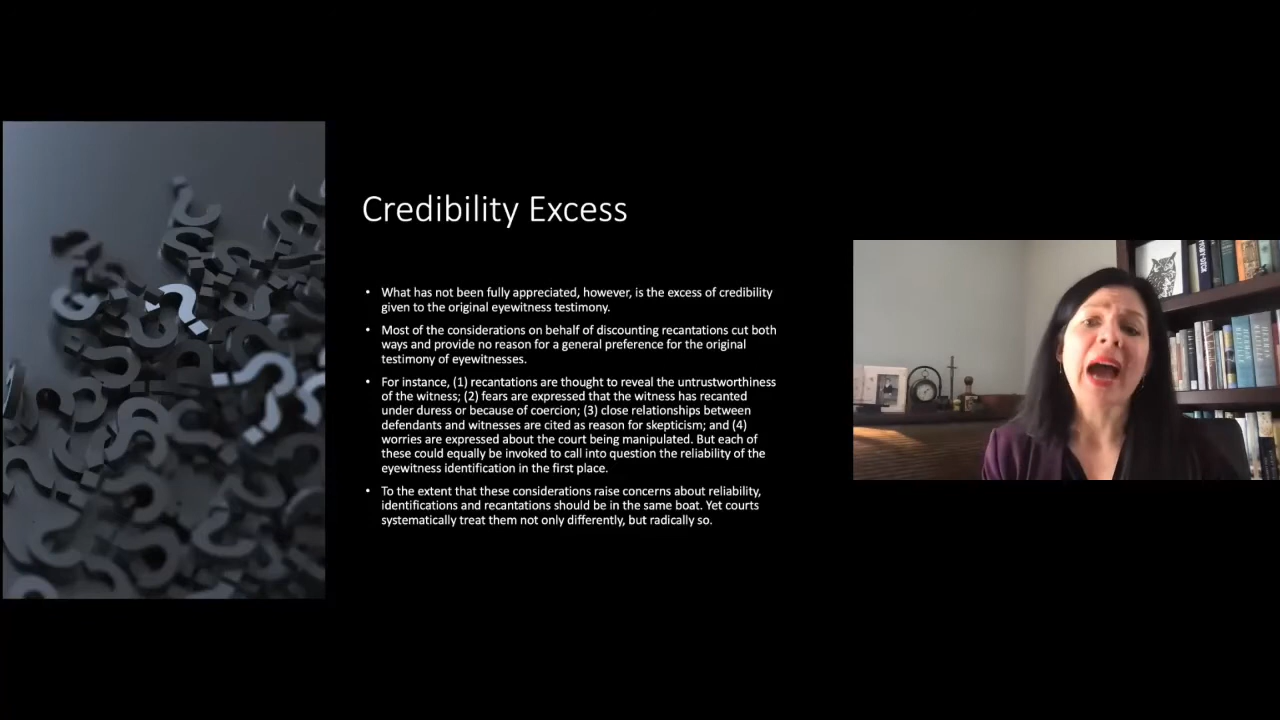 Credibility Excess
• What has not been fully appreciated, however, is the excess of credibility
given to the original eyewitness testimony.
• Most of the considerations on behalf of discounting recantations cut both
ways and provide no reason for a general preference for the original
testimony of eyewitnesses.
• For instance, (1) recantations are thought to reveal the untrustworthiness
of the witness; (2) fears are expressed that the witness has recanted
under duress or because of coercion; (3) close relationships between
defendants and witnesses are cited as reason for skepticism; and (4)
worries are expressed about the court being manipulated. But each of
these could equally be invoked to call into question the reliability of the
eyewitness identification in the first place.
• To the extent that these considerations raise concerns about reliability,
identifications and recantations should be in the same boat. Yet courts
systematically treat them not only differently, but radically so.
MOBY-DICK